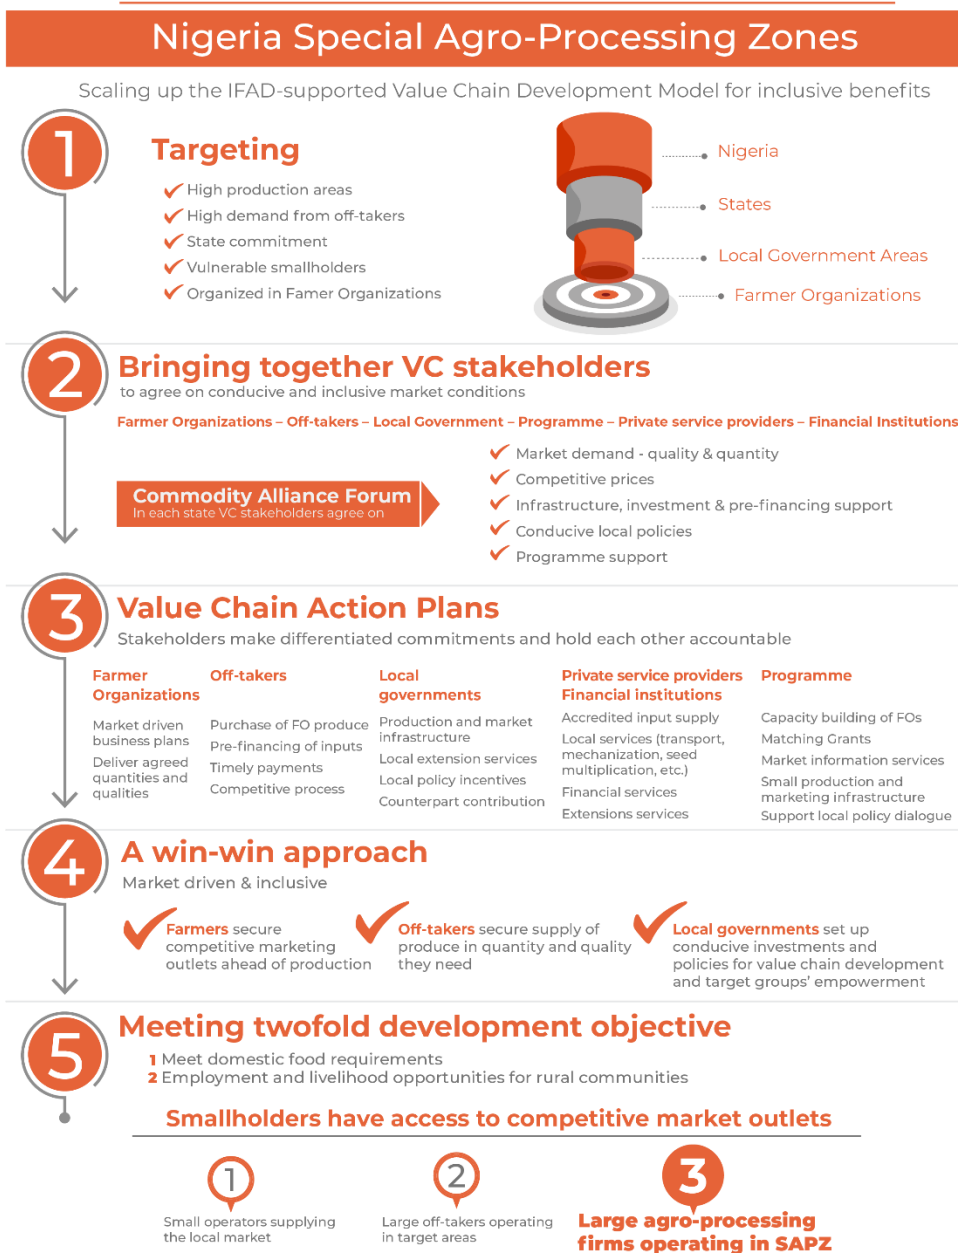 Nigeria Special Agro-Processing Zones
Scaling up the IFAD-supported Value Chain Development Model for inclusive benefits
1
Targeting
High production areas
High demand from off-takers
State commitment
Vulnerable smallholders
Organized in Famer Organizations
Nigeria
States
Local Government Areas
Farmer Organizations
2
Bringing together VC stakeholders
to agree on conducive and inclusive market conditions
Farmer Organizations – Off-takers – Local Government – Programme – Private service providers – Financial Institutions
Commodity Alliance Forum
In each state VC stakeholders agree on
Market demand - quality & quantity
Competitive prices
Infrastructure, investment & pre-financing support
Conducive local policies
Programme support
3
Value Chain Action Plans
Stakeholders make differentiated commitments and hold each other accountable
Farmer
Organizations
Market driven
business plans
Deliver agreed
quantities and
qualities
Off-takers
Purchase of FO produce
Pre-financing of inputs
Timely payments
Competitive process
Local
governments
Production and market
infrastructure
Local extension services
Local policy incentives
Counterpart contribution
Private service providers
Financial institutions
Accredited input supply
Local services (transport,
mechanization, seed
multiplication, etc.)
Financial services
Extensions services
Programme
Capacity building of FOs
Matching Grants
Market information services
Small production and
marketing infrastructure
Support local policy dialogue
4
A win-win approach
Market driven & inclusive
Farmers secure
competitive marketing
outlets ahead of production
Off-takers secure supply of
produce in quantity and quality
they need
Local governments set up
conducive investments and
policies for value chain development
and target groups' empowerment
5
Meeting twofold development objective
1 Meet domestic food requirements
2 Employment and livelihood opportunities for rural communities
Smallholders have access to competitive market outlets
1
Small operators supplying
the local market
2
Large off-takers operating
in target areas
3
Large agro-processing
firms operating in SAPZ